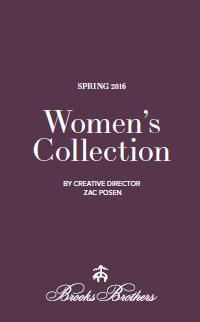 SPRING 2016
Women's
Collection
BY CREATIVE DIRECTOR
ZAC POSEN
Brooks Brothers